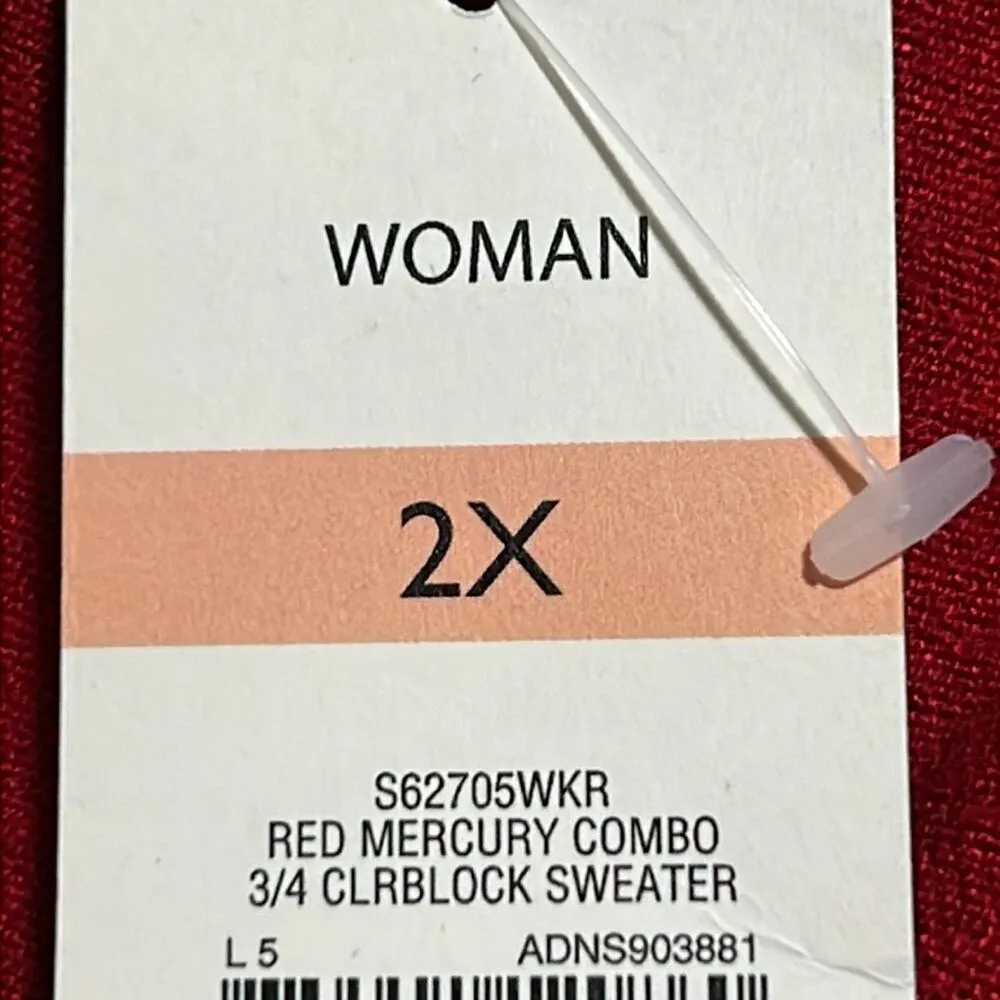 WOMAN
2X
S62705WKR
RED MERCURY COMBO
3/4 CLRBLOCK SWEATER
L 5 ADNS903881